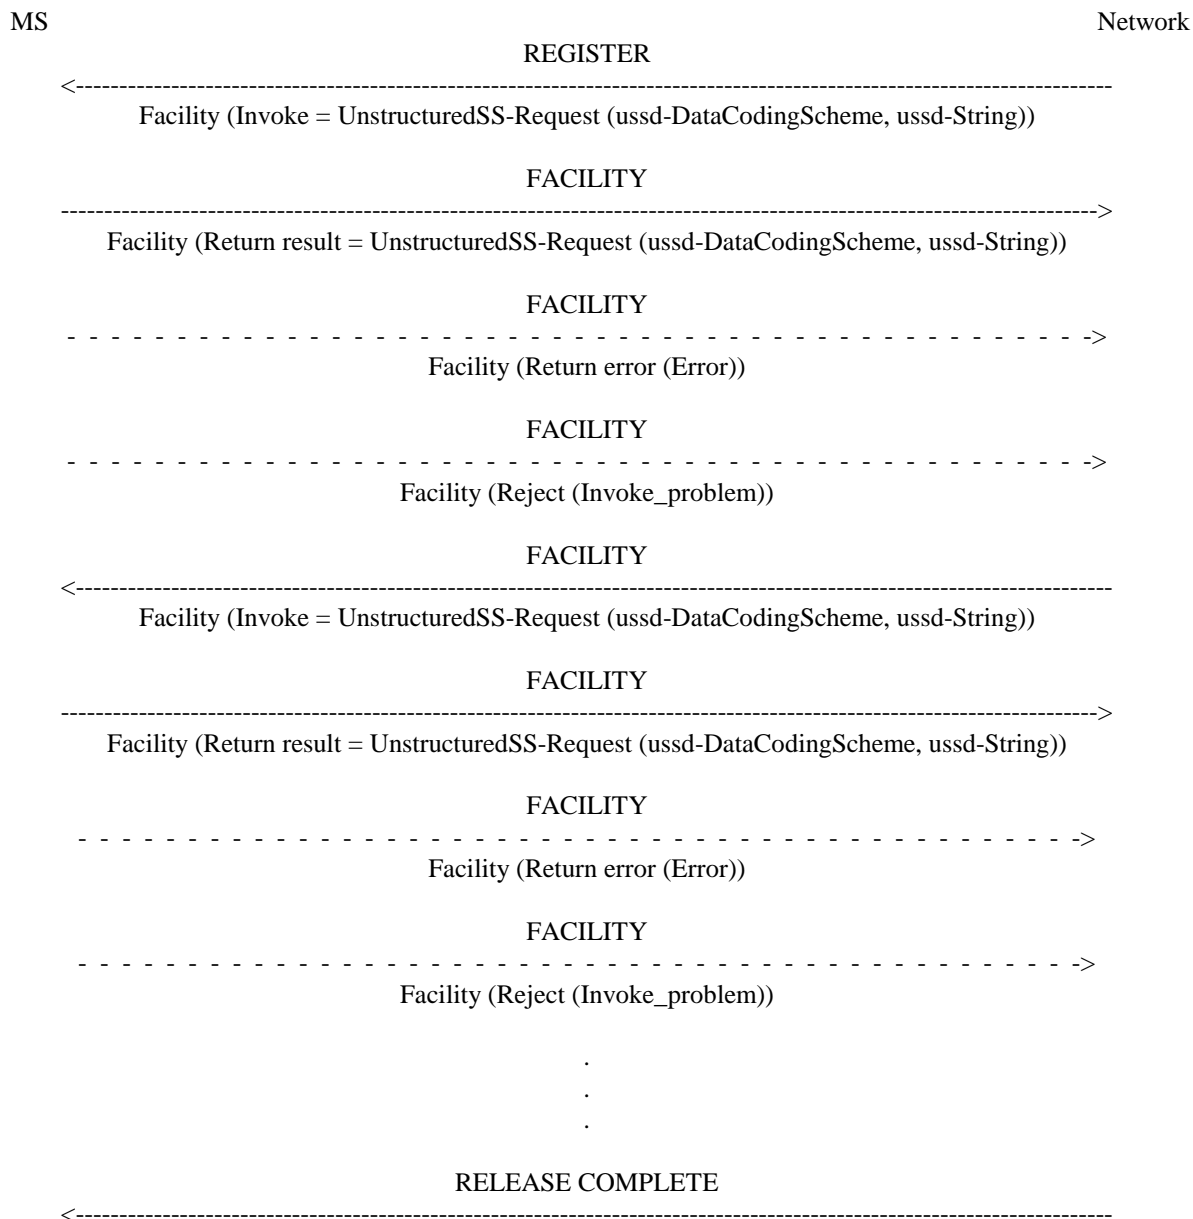 MS Network
REGISTER
<------------------------------------------------------------------------------------------------------------------------
Facility (Invoke = UnstructuredSS-Request (ussd-DataCodingScheme, ussd-String))
FACILITY
------------------------------------------------------------------------------------------------------------------------>
Facility (Return result = UnstructuredSS-Request (ussd-DataCodingScheme, ussd-String))
FACILITY
- - - - - - - - - - - - - - - - - - - - - - - - - - - - - - - - - - - - - - - - - - - - - - ->
Facility (Return error (Error))
FACILITY
- - - - - - - - - - - - - - - - - - - - - - - - - - - - - - - - - - - - - - - - - - - - - - ->
Facility (Reject (Invoke_problem))
FACILITY
<------------------------------------------------------------------------------------------------------------------------
Facility (Invoke = UnstructuredSS-Request (ussd-DataCodingScheme, ussd-String))
FACILITY
------------------------------------------------------------------------------------------------------------------------>
Facility (Return result = UnstructuredSS-Request (ussd-DataCodingScheme, ussd-String))
FACILITY
- - - - - - - - - - - - - - - - - - - - - - - - - - - - - - - - - - - - - - - - - - - - - ->
Facility (Return error (Error))
FACILITY
- - - - - - - - - - - - - - - - - - - - - - - - - - - - - - - - - - - - - - - - - - - - - ->
Facility (Reject (Invoke_problem))
.
.
.
RELEASE COMPLETE
<------------------------------------------------------------------------------------------------------------------------